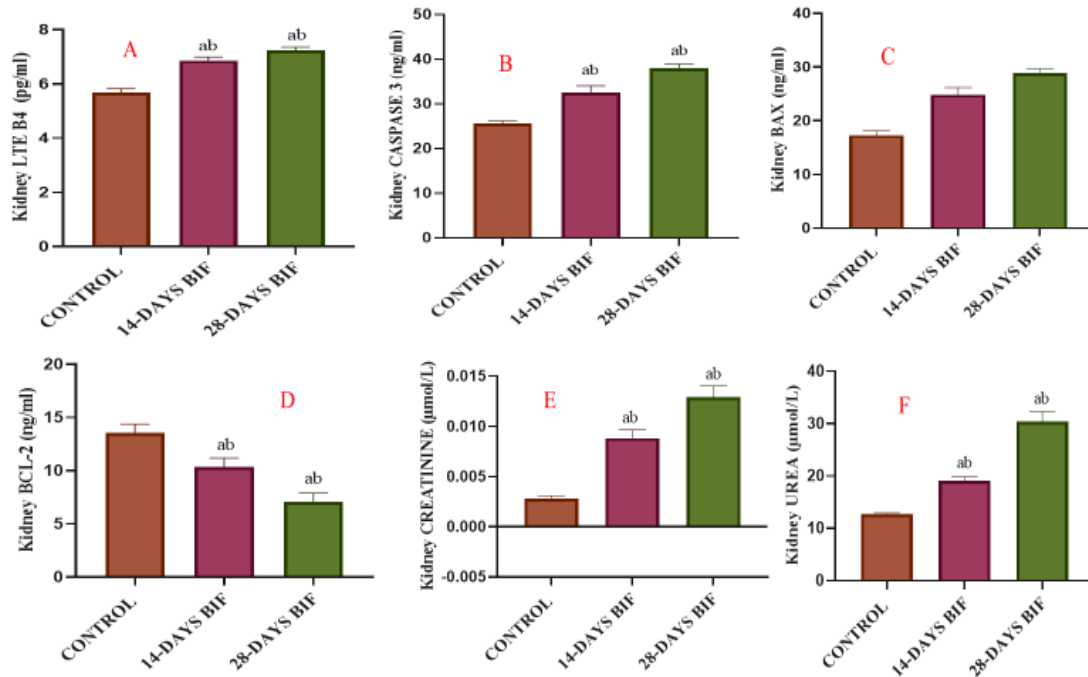 Kidney LTE B4 (pg/ml)
8
6
4
2
0
A
ab
ab
CONTROL
14-DAYS BIF
28-DAYS BIF
Kidney CASPASE 3 (ng/ml)
50
40
30
20
10
0
B
ab
ab
CONTROL
14-DAYS BIF
28-DAYS BIF
Kidney BAX (ng/ml)
40
30
20
10
0
C
CONTROL
14-DAYS BIF
28-DAYS BIF
Kidney BCL-2 (ng/ml)
20
15
10
5
0
D
ab
ab
CONTROL
14-DAYS BIF
28-DAYS BIF
Kidney CREATININE (µmol/L)
0.015
0.010
0.005
0.000
-0.005
E
ab
ab
CONTROL
14-DAYS BIF
28-DAYS BIF
Kidney UREA (µmol/L)
40
30
20
10
0
F
ab
ab
CONTROL
14-DAYS BIF
28-DAYS BIF